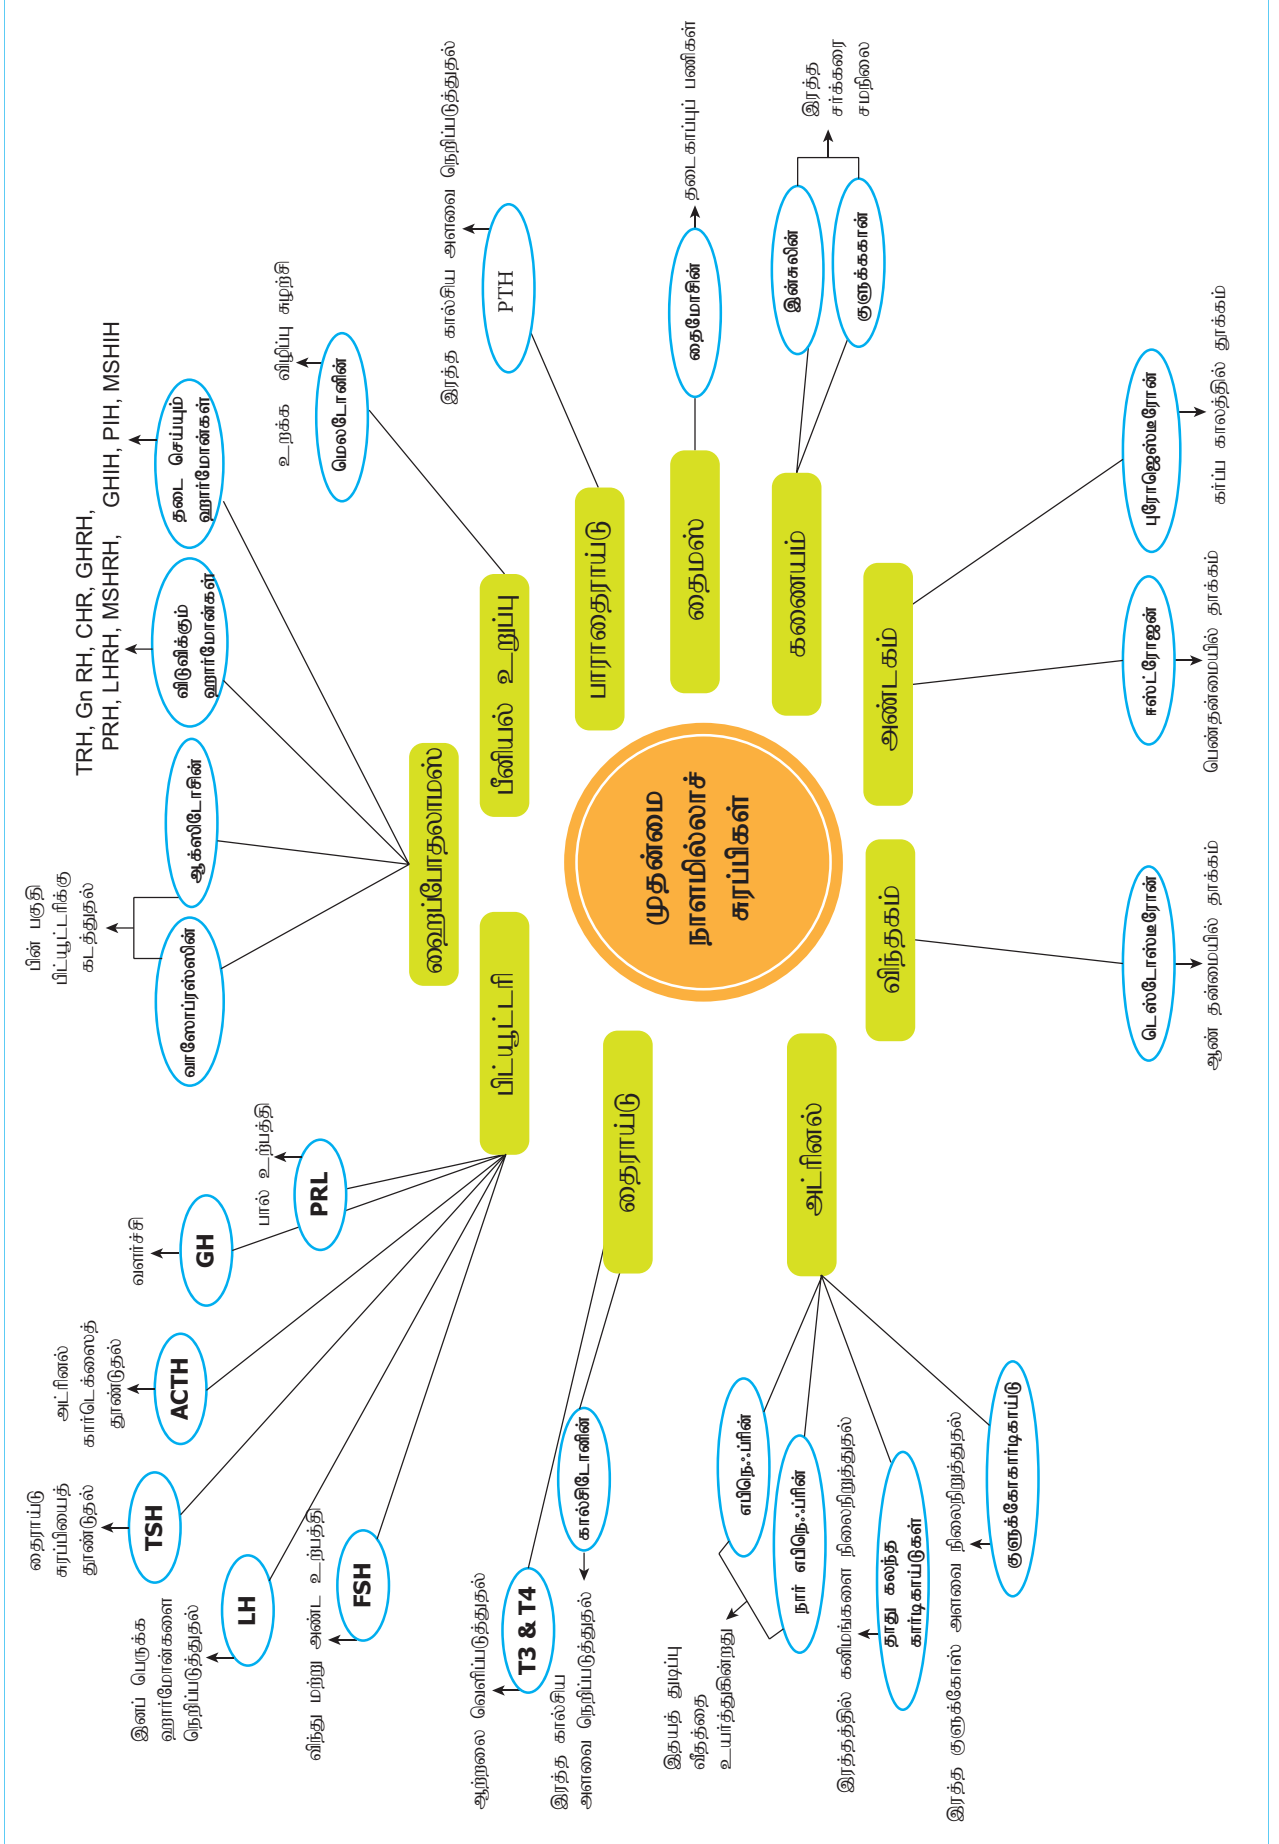 முதன்மை
நாளமில்லாச்
சுரப்பிகள்
ஹைப்போதலாமஸ்
வாஸோப்ரஸ்ஸின்
ஆக்ஸிடோசின்
பின் பகுதி
பிட்யூட்டரிக்கு
கடத்துதல்
விடுவிக்கும்
ஹார்மோன்கள்
TRH, Gn RH, CHR, GHRH,
PRH, LHRH, MSHRH,
தடை செய்யும்
ஹார்மோன்கள்
GHIH, PIH, MSHIH
பீனியல் உறுப்பு
மெலடோனின்
உறக்க விழிப்பு சுழற்சி
பாராதைராய்டு
PTH
இரத்த கால்சிய அளவை நெறிப்படுத்துதல்
தைமஸ்
தைமோசின்
தடைகாப்புப் பணிகள்
கணையம்
இன்சுலின்
குளுக்ககான்
இரத்த
சர்க்கரை
சமநிலை
அண்டகம்
ஈஸ்ட்ரோஜன்
பெண்தன்மையில் தாக்கம்
புரோஜெஸ்டீரோன்
கர்ப்ப காலத்தில் தூக்கம்
விந்தகம்
டெஸ்டோஸ்டீரோன்
ஆண் தன்மையில் தாக்கம்
அட்ரினல்
எபிநெஃப்ரின்
நார் எபிநெஃப்ரின்
இதயத் துடிப்பு
வீதத்தை
உயர்த்துகின்றது
தாது கலந்த
கார்டிகாய்டுகள்
இரத்தத்தில் கனிமங்களை நிலைநிறுத்துதல்
குளுக்கோகார்டிகாய்டு
இரத்த குளுக்கோஸ் அளவை நிலைநிறுத்துதல்
தைராய்டு
T3 & T4
ஆற்றலை வெளிப்படுத்துதல்
கால்சிடோனின்
இரத்த கால்சிய
அளவை நெறிப்படுத்துதல்
பிட்யூட்டரி
PRL
பால் உற்பத்தி
GH
வளர்ச்சி
ACTH
அட்ரினல்
கார்டெக்ஸைத்
தூண்டுதல்
TSH
தைராய்டு
சுரப்பியைத்
தூண்டுதல்
LH
இனப் பெருக்க
ஹார்மோன்களை
நெறிப்படுத்துதல்
FSH
விந்து மற்று அண்ட உற்பத்தி